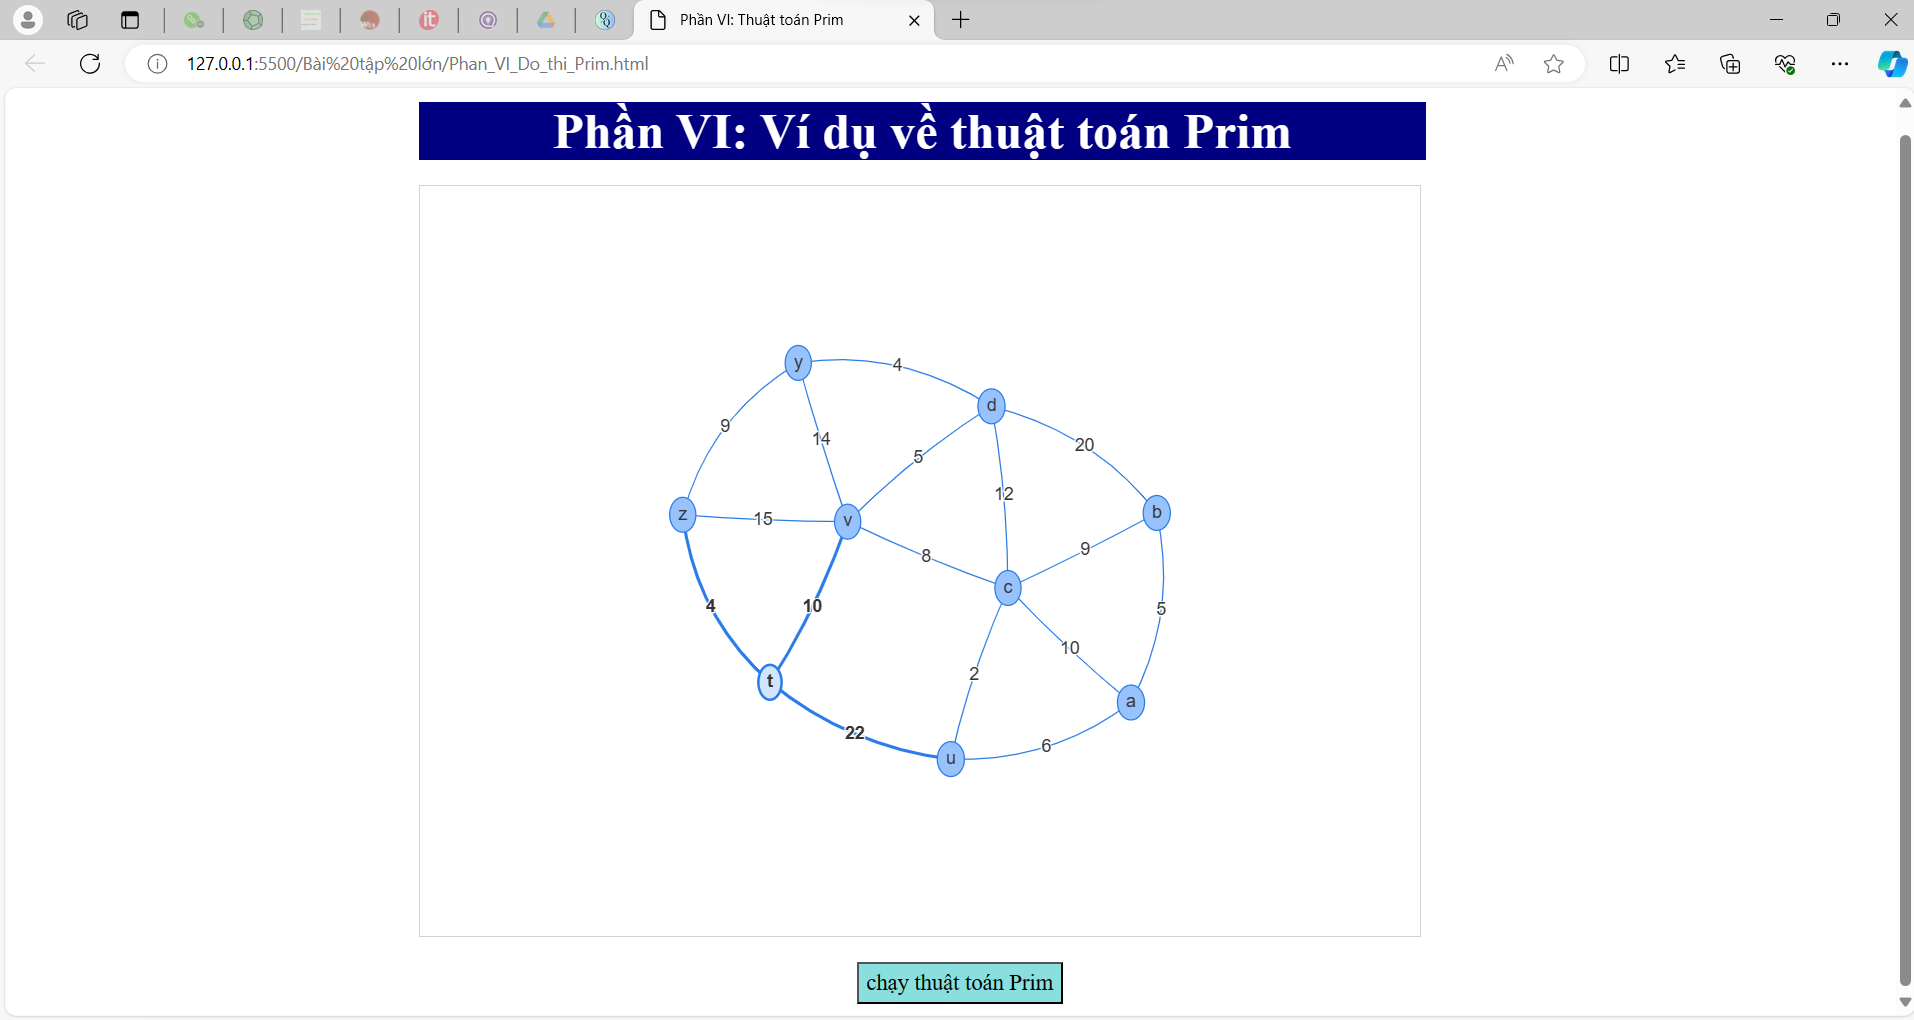 it
Phần VI: Thuật toán Prim
127.0.0.1:5500/Bài%20tập%20lớn/Phan_VI_Do_thi_Prim.html
Phần VI: Ví dụ về thuật toán Prim
y
4
d
9
14
5
20
12
z
15
v
b
8
9
c
4
10
5
10
2
t
a
22
6
u
chạy thuật toán Prim